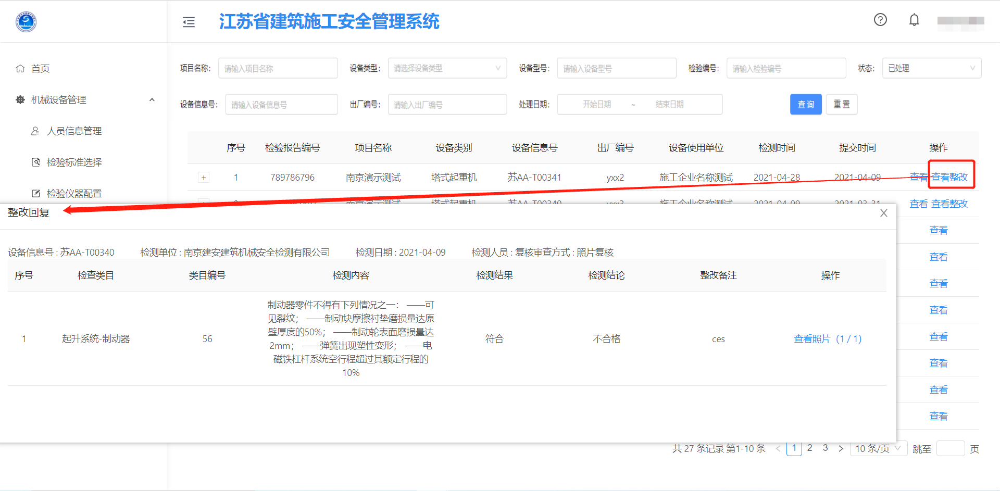 江苏省建筑施工安全管理系统
首页
机械设备管理
人员信息管理
检验标准选择
检验仪器配置
项目名称: 请输入项目名称 设备类型: 请选择设备类型 设备型号: 请输入设备型号 检验编号: 请输入检验编号 状态: 已处理
设备信息号: 请输入设备信息号 出厂编号: 请输入出厂编号 处理日期: 开始日期 ~ 结束日期 查询 重置
序号 检验报告编号 项目名称 设备类别 设备信息号 出厂编号 设备使用单位 检测时间 提交时间 操作
1 789786796 南京演示测试 塔式起重机 苏AA-T00341 yxx2 施工企业名称测试 2021-04-28 2021-04-09 查看 查看整改
南京演示测试 塔式起重机 苏AA-T00340 施工企业名称测试 2021-04-09 2021-03-31 查看 查看整改
查看
查看
查看
查看
查看
查看
查看
查看
整改回复
设备信息号 : 苏AA-T00340 检测单位 : 南京建安建筑机械安全检测有限公司 检测日期 : 2021-04-09 检测人员 : 复核审查方式 : 照片复核
序号 检查类目 类目编号 检测内容 检测结果 检测结论 整改备注 操作
1 起升系统-制动器 56 符合 不合格 ces 查看照片（1 / 1）
制动器零件不得有下列情况之一： ——可
见裂纹； ——制动块摩擦衬垫磨损量达原
壁厚度的50%； ——制动轮表面磨损量达
2mm； ——弹簧出现塑性变形； ——电
磁铁杠杆系统空行程超过其额定行程的
10%
共 27 条记录 第1-10 条 < 1 2 3 > 10 条/页 跳至 页